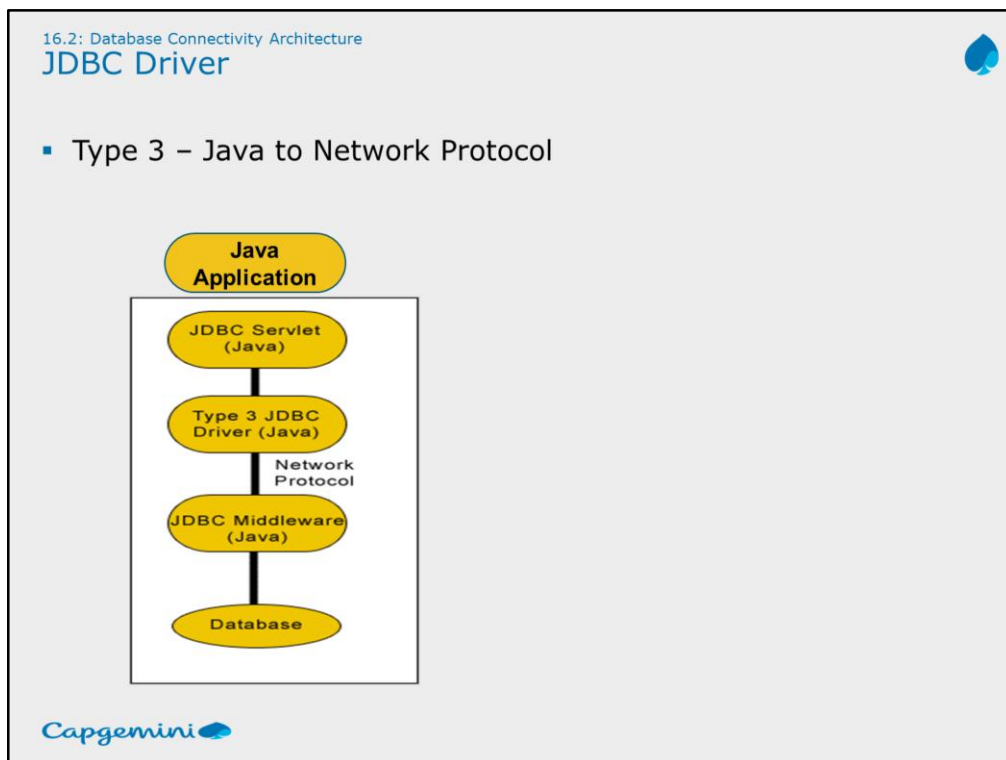 16.2: Database Connectivity Architecture
JDBC Driver
▪ Type 3 – Java to Network Protocol
Java
Application
JDBC Servlet
(Java)
Type 3 JDBC
Driver (Java)
Network
Protocol
JDBC Middleware
(Java)
Database
Capgemini